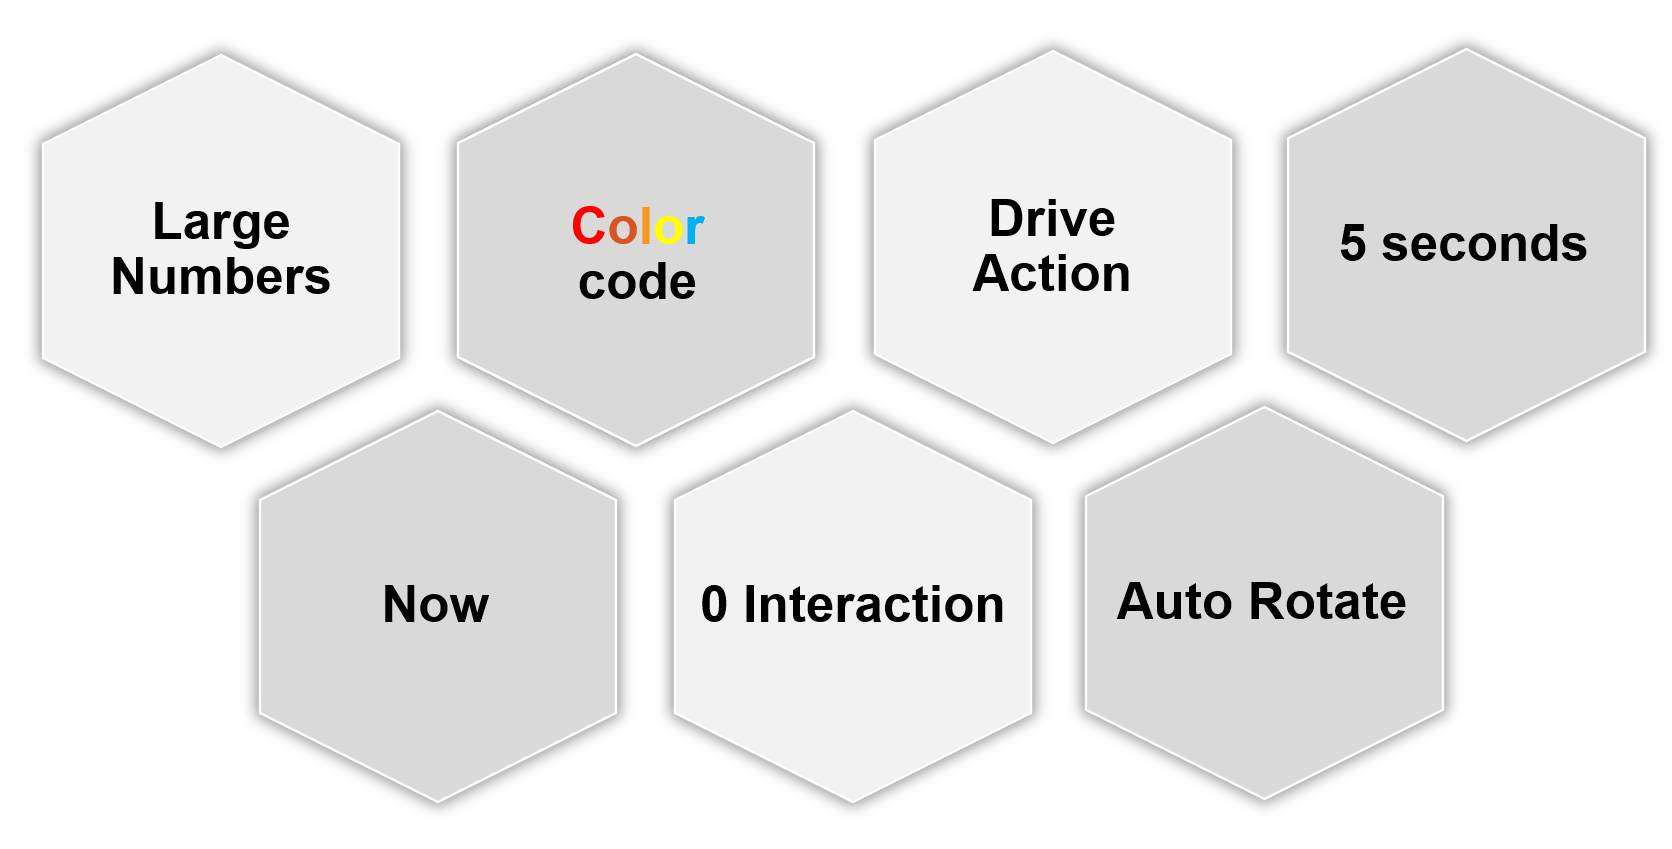 Large
Numbers
Color
code
Drive
Action
5 seconds
Now
0 Interaction
Auto Rotate